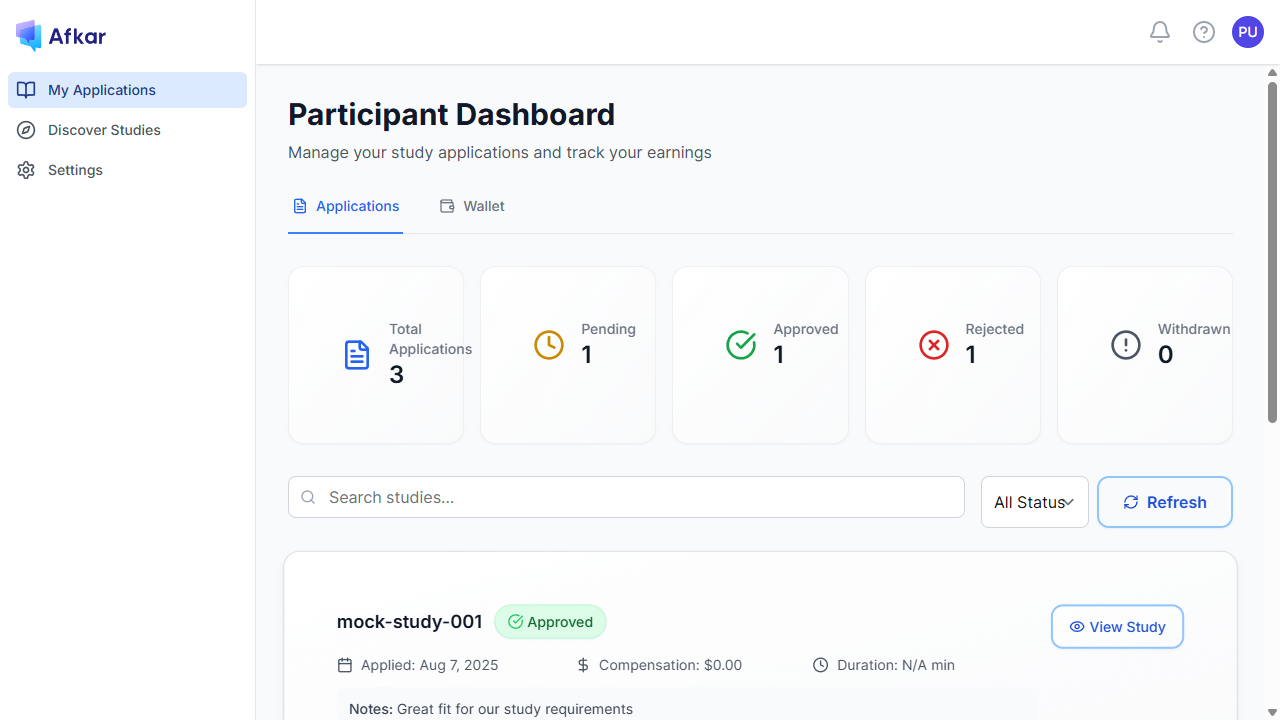 Afkar
PU
My Applications
Discover Studies
Settings
Participant Dashboard
Manage your study applications and track your earnings
Applications
Wallet
Total
Applications
3
Pending
1
Approved
1
Rejected
1
Withdrawn
0
Search studies...
All Status
Refresh
mock-study-001
Approved
View Study
Applied: Aug 7, 2025
Compensation: $0.00
Duration: N/A min
Notes: Great fit for our study requirements